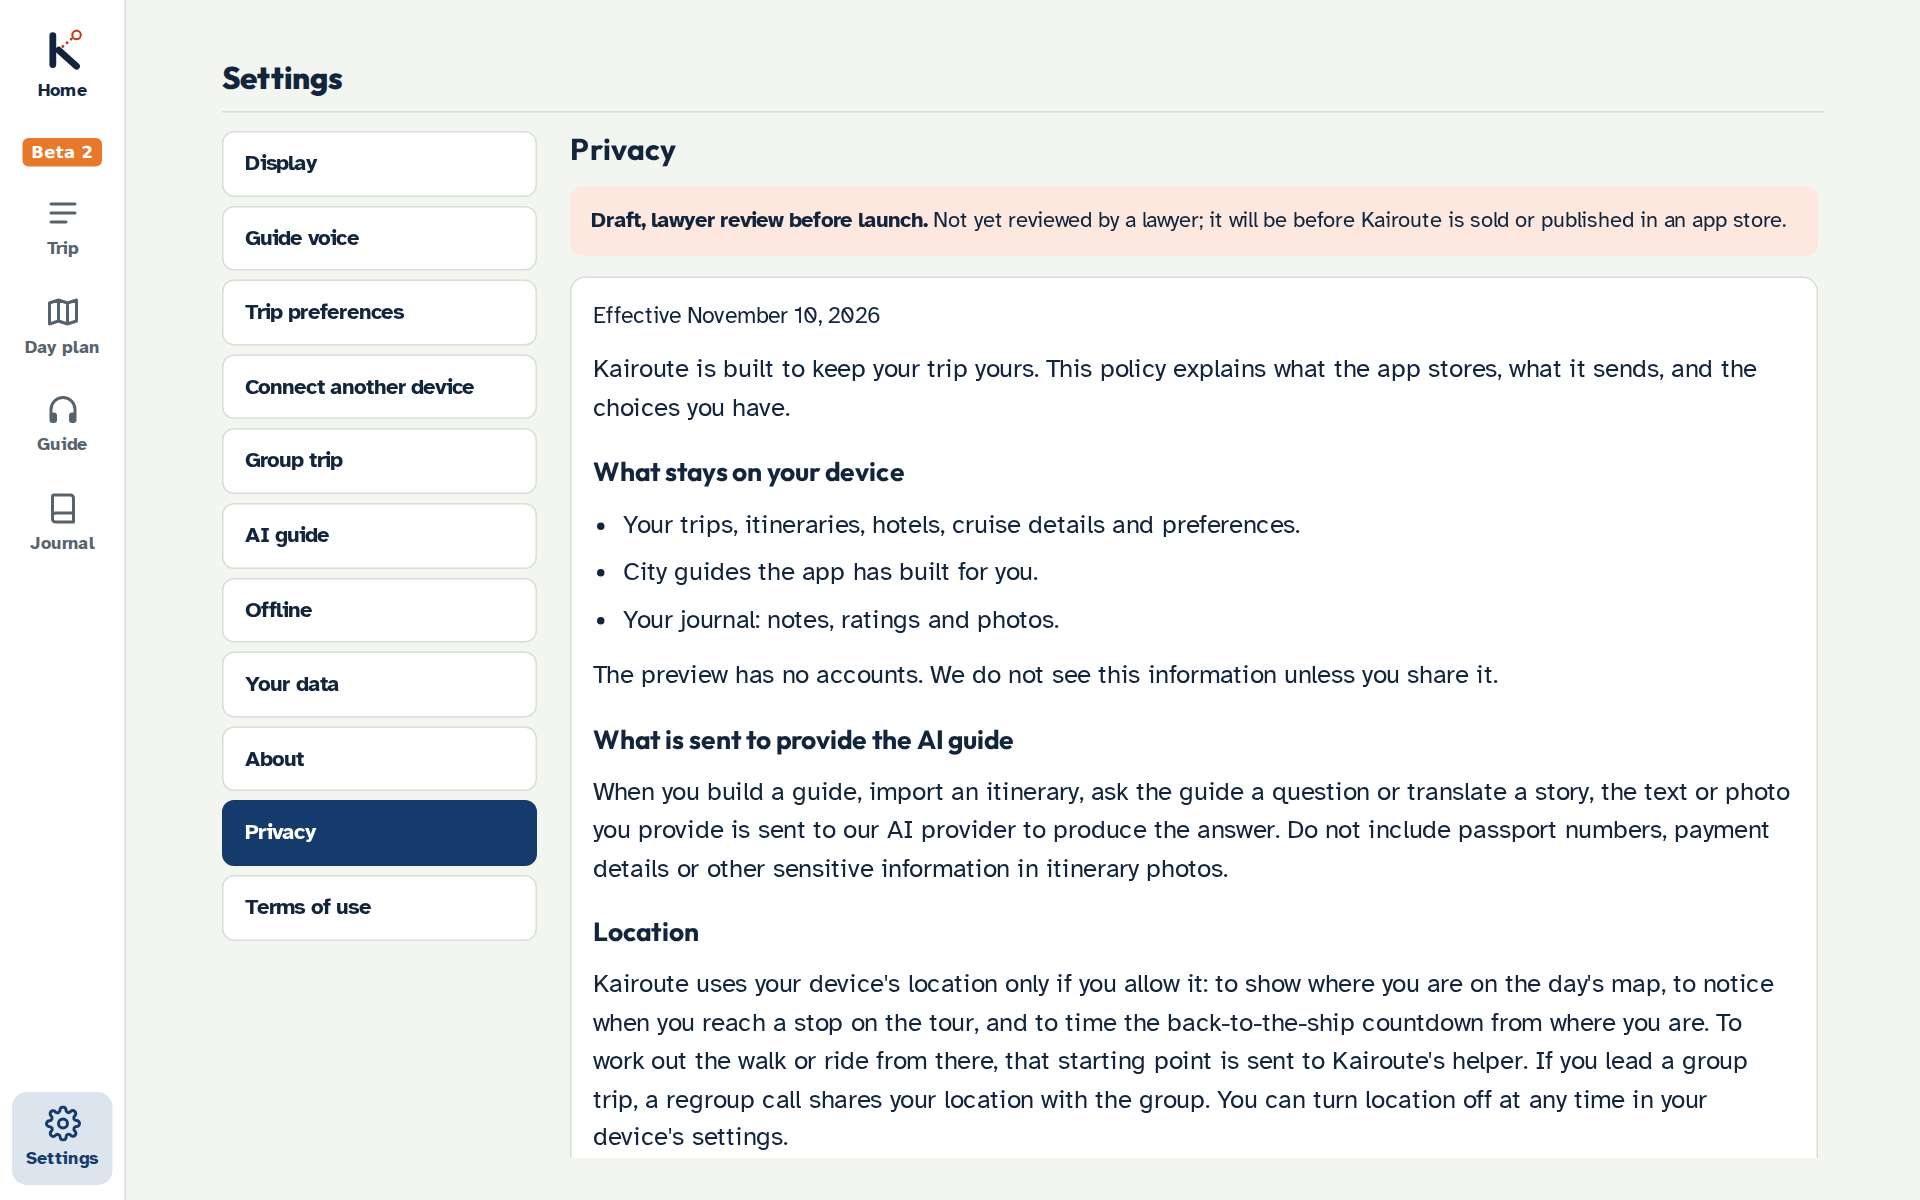 Home
Beta 2
Trip
Day plan
Guide
Journal
Settings
Settings
Display
Guide voice
Trip preferences
Connect another device
Group trip
AI guide
Offline
Your data
About
Privacy
Terms of use
Privacy
Draft, lawyer review before launch. Not yet reviewed by a lawyer; it will be before Kairoute is sold or published in an app store.
Effective November 10, 2026
Kairoute is built to keep your trip yours. This policy explains what the app stores, what it sends, and the
choices you have.
What stays on your device
• Your trips, itineraries, hotels, cruise details and preferences.
• City guides the app has built for you.
• Your journal: notes, ratings and photos.
The preview has no accounts. We do not see this information unless you share it.
What is sent to provide the AI guide
When you build a guide, import an itinerary, ask the guide a question or translate a story, the text or photo
you provide is sent to our AI provider to produce the answer. Do not include passport numbers, payment
details or other sensitive information in itinerary photos.
Location
Kairoute uses your device's location only if you allow it: to show where you are on the day's map, to notice
when you reach a stop on the tour, and to time the back-to-the-ship countdown from where you are. To
work out the walk or ride from there, that starting point is sent to Kairoute's helper. If you lead a group
trip, a regroup call shares your location with the group. You can turn location off at any time in your
device's settings.